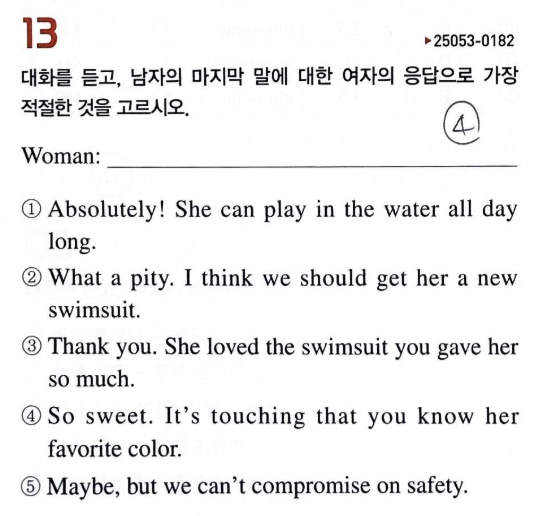 13
▶25053-0182
대화를 듣고, 남자의 마지막 말에 대한 여자의 응답으로 가장
적절한 것을 고르시오.
④
Woman:
① Absolutely! She can play in the water all day
long.
② What a pity. I think we should get her a new
swimsuit.
③ Thank you. She loved the swimsuit you gave her
so much.
④ So sweet. It's touching that you know her
favorite color.
⑤ Maybe, but we can't compromise on safety.